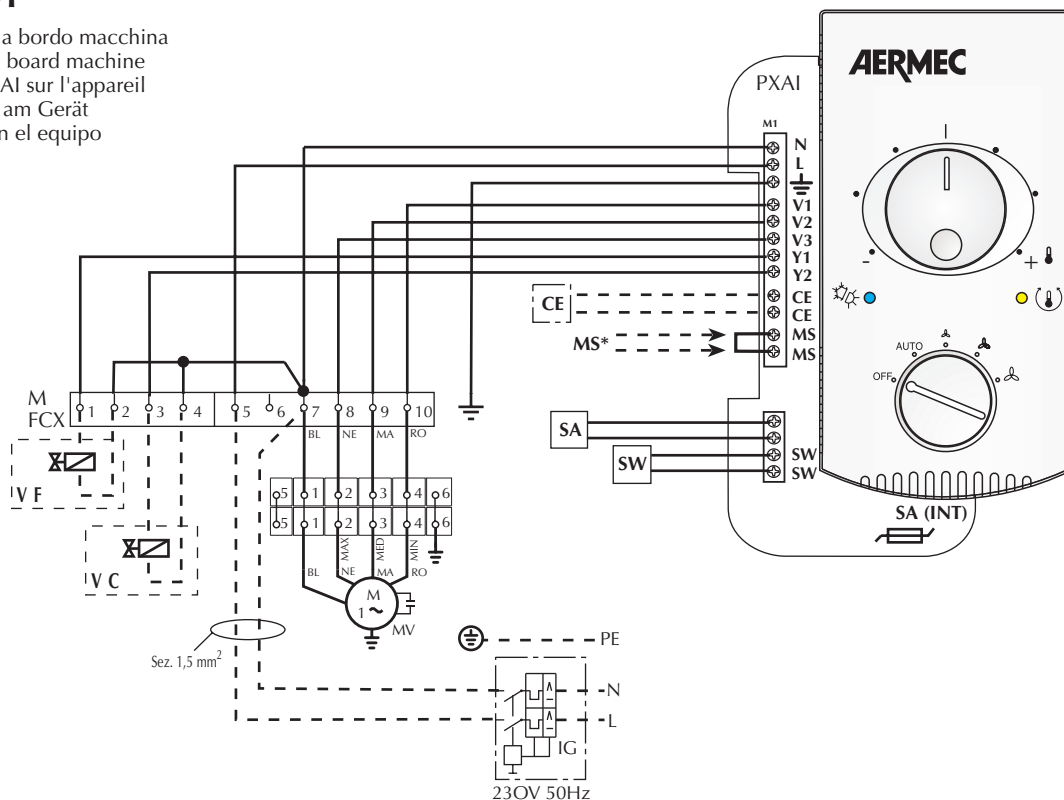 a bordo macchina
board machine
AI sur l'appareil
am Gerät
n el equipo
AERMEC
PXAI
M1
N
L
V1
V2
V3
Y1
Y2
CE
CE
CE
MS*
MS
MS
- +
AUTO
OFF
M
FCX
1 2 3 4 5 6 7 8 9 10
BL NE MA RO
SA
SW
SW
SW
SA (INT)
V F
V C
5 1 2 3 4 6
5 1 2 3 4 6
MAX MED MIN
BL NE MA RO
M
1 ~
MV
Sez. 1,5 mm2
PE
N
L
IG
230V 50Hz